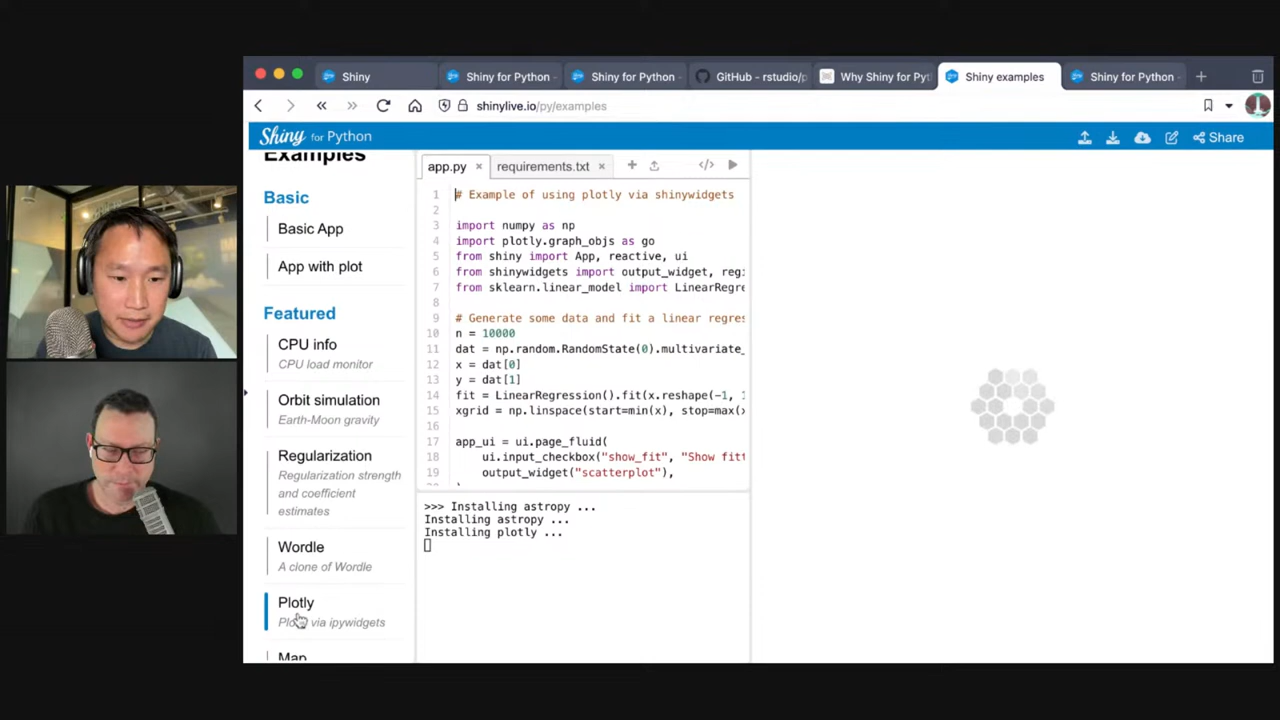 Shiny
Shiny for Python
Shiny for Python
GitHub - rstudio/p
Why Shiny for Pyt
Shiny examples
Shiny for Python
shinylive.io/py/examples
Shiny for Python
Share
Examples
Basic
Basic App
App with plot
Featured
CPU info
CPU load monitor
Orbit simulation
Earth-Moon gravity
Regularization
Regularization strength
and coefficient
estimates
Wordle
A clone of Wordle
Plotly
via ipywidgets
Map
app.py
requirements.txt
1 # Example of using plotly via shinywidgets
2
3 import numpy as np
4 import plotly.graph_objs as go
5 from shiny import App, reactive, ui
6 from shinywidgets import output_widget, regi
7 from sklearn.linear_model import LinearRegre
8
9 # Generate some data and fit a linear regres
10 n = 10000
11 dat = np.random.RandomState(0).multivariate_
12 x = dat[0]
13 y = dat[1]
14 fit = LinearRegression().fit(x.reshape(-1, 1
15 xgrid = np.linspace(start=min(x), stop=max(x
16
17 app_ui = ui.page_fluid(
18 ui.input_checkbox("show_fit", "Show fitt
19 output_widget("scatterplot"),
>>> Installing astropy ...
Installing astropy ...
Installing plotly ...